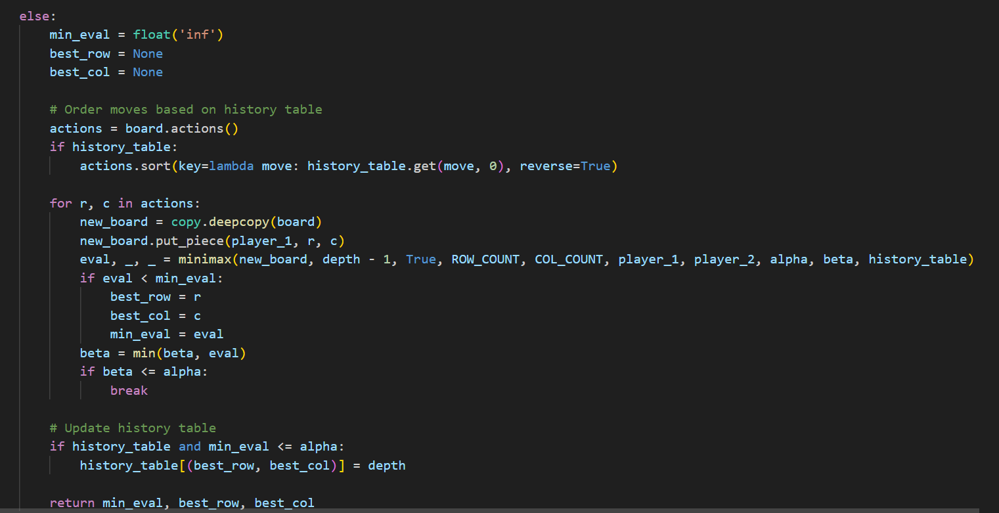 else:
    min_eval = float('inf')
    best_row = None
    best_col = None

    # Order moves based on history table
    actions = board.actions()
    if history_table:
        actions.sort(key=lambda move: history_table.get(move, 0), reverse=True)

    for r, c in actions:
        new_board = copy.deepcopy(board)
        new_board.put_piece(player_1, r, c)
        eval, _, _ = minimax(new_board, depth - 1, True, ROW_COUNT, COL_COUNT, player_1, player_2, alpha, beta, history_table)
        if eval < min_eval:
            best_row = r
            best_col = c
            min_eval = eval
        beta = min(beta, eval)
        if beta <= alpha:
            break

    # Update history table
    if history_table and min_eval <= alpha:
        history_table[(best_row, best_col)] = depth

    return min_eval, best_row, best_col